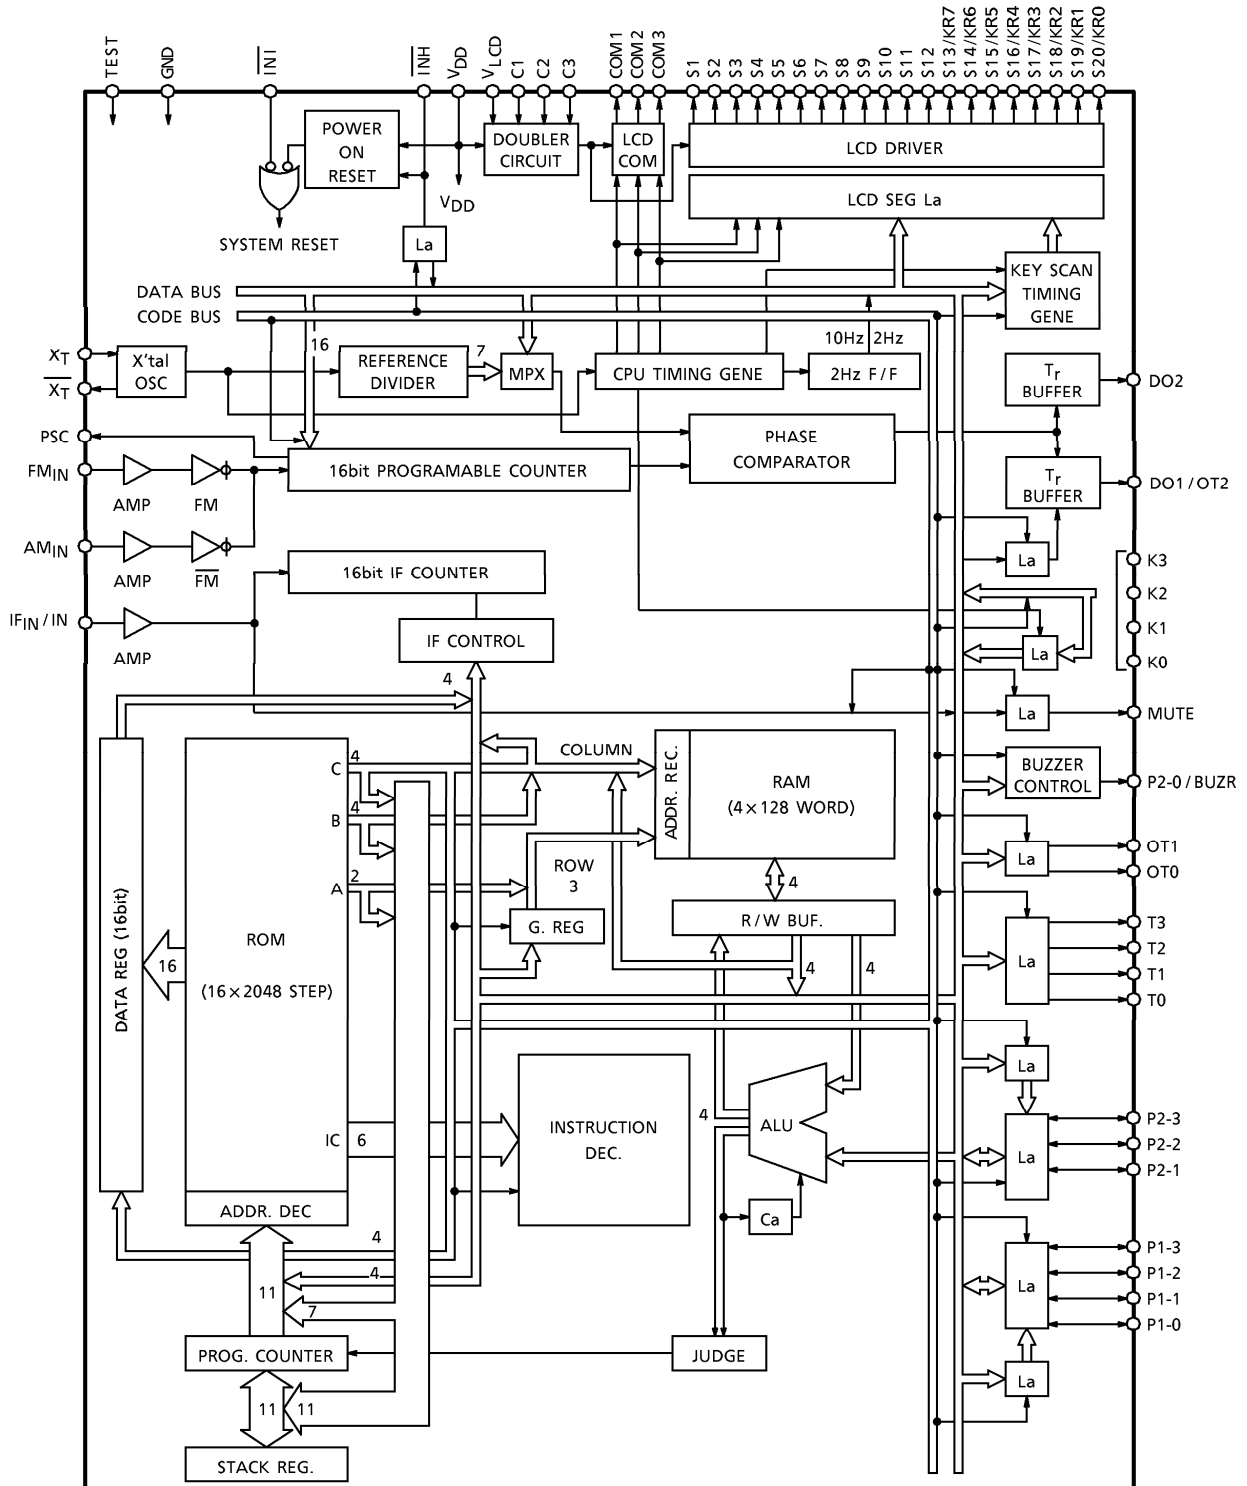 TEST
GND
INI
INH
VDD
VLCD
C1
C2
C3
COM1
COM2
COM3
S1
S2
S3
S4
S5
S6
S7
S8
S9
S10
S11
S12
S13/KR7
S14/KR6
S15/KR5
S16/KR4
S17/KR3
S18/KR2
S19/KR1
S20/KR0
POWER
ON
RESET
DOUBLER
CIRCUIT
LCD
COM
LCD DRIVER
LCD SEG La
VDD
SYSTEM RESET
La
KEY SCAN
TIMING
GENE
DATA BUS
CODE BUS
16
10Hz
2Hz
XT
XT
X'tal
OSC
REFERENCE
DIVIDER
7
MPX
CPU TIMING GENE
2Hz F/F
Tr
BUFFER
DO2
PSC
PHASE
COMPARATOR
FMIN
AMP
FM
16bit PROGRAMABLE COUNTER
Tr
BUFFER
DO1/OT2
AMIN
AMP
FM
La
K3
K2
K1
K0
16bit IF COUNTER
IFIN/IN
AMP
IF CONTROL
La
4
La
MUTE
DATA REG (16bit)
16
ROM
(16×2048 STEP)
C
4
B
4
A
2
IC
6
ADDR. DEC
COLUMN
ADDR. REC.
RAM
(4×128 WORD)
BUZZER
CONTROL
P2-0/BUZR
ROW
3
G. REG
4
R/W BUF.
4
4
La
OT1
OT0
La
T3
T2
T1
T0
INSTRUCTION
DEC.
4
ALU
Ca
La
La
P2-3
P2-2
P2-1
4
4
11
7
PROG. COUNTER
JUDGE
La
P1-3
P1-2
P1-1
P1-0
La
11
11
STACK REG.